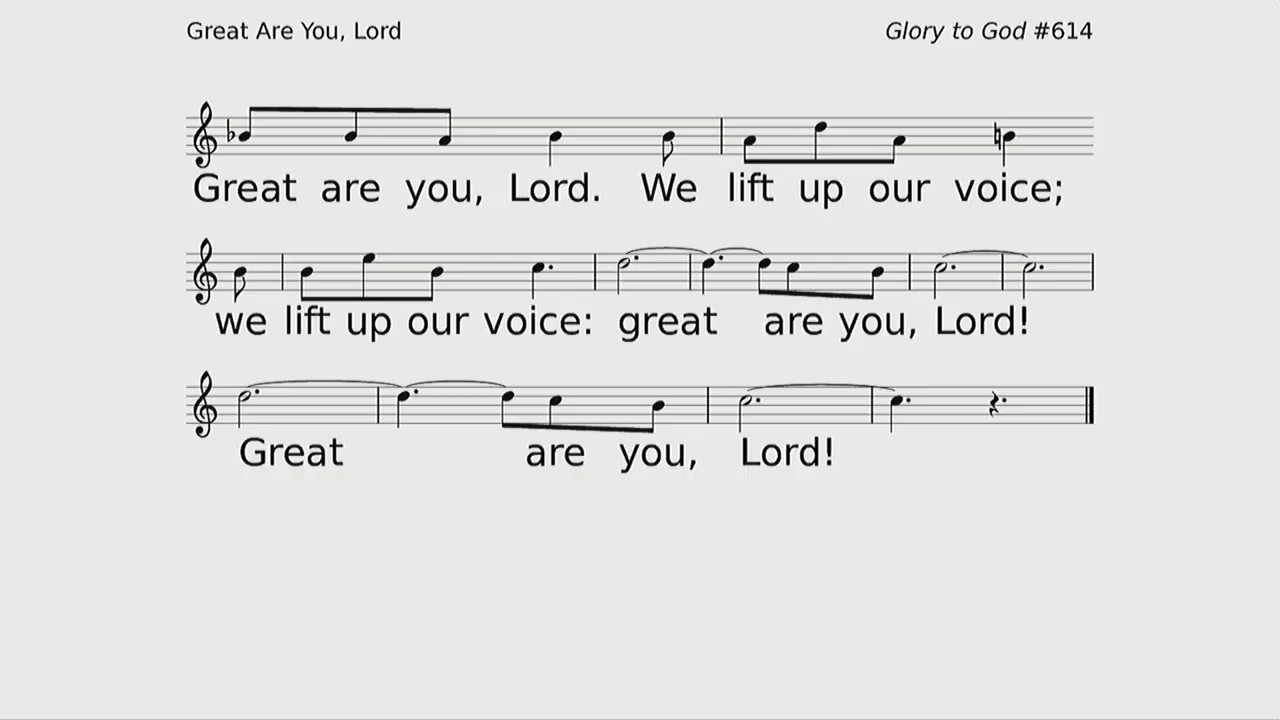 Great Are You, Lord
Glory to God #614
Great are you, Lord. We lift up our voice;
we lift up our voice: great are you, Lord!
Great are you, Lord!